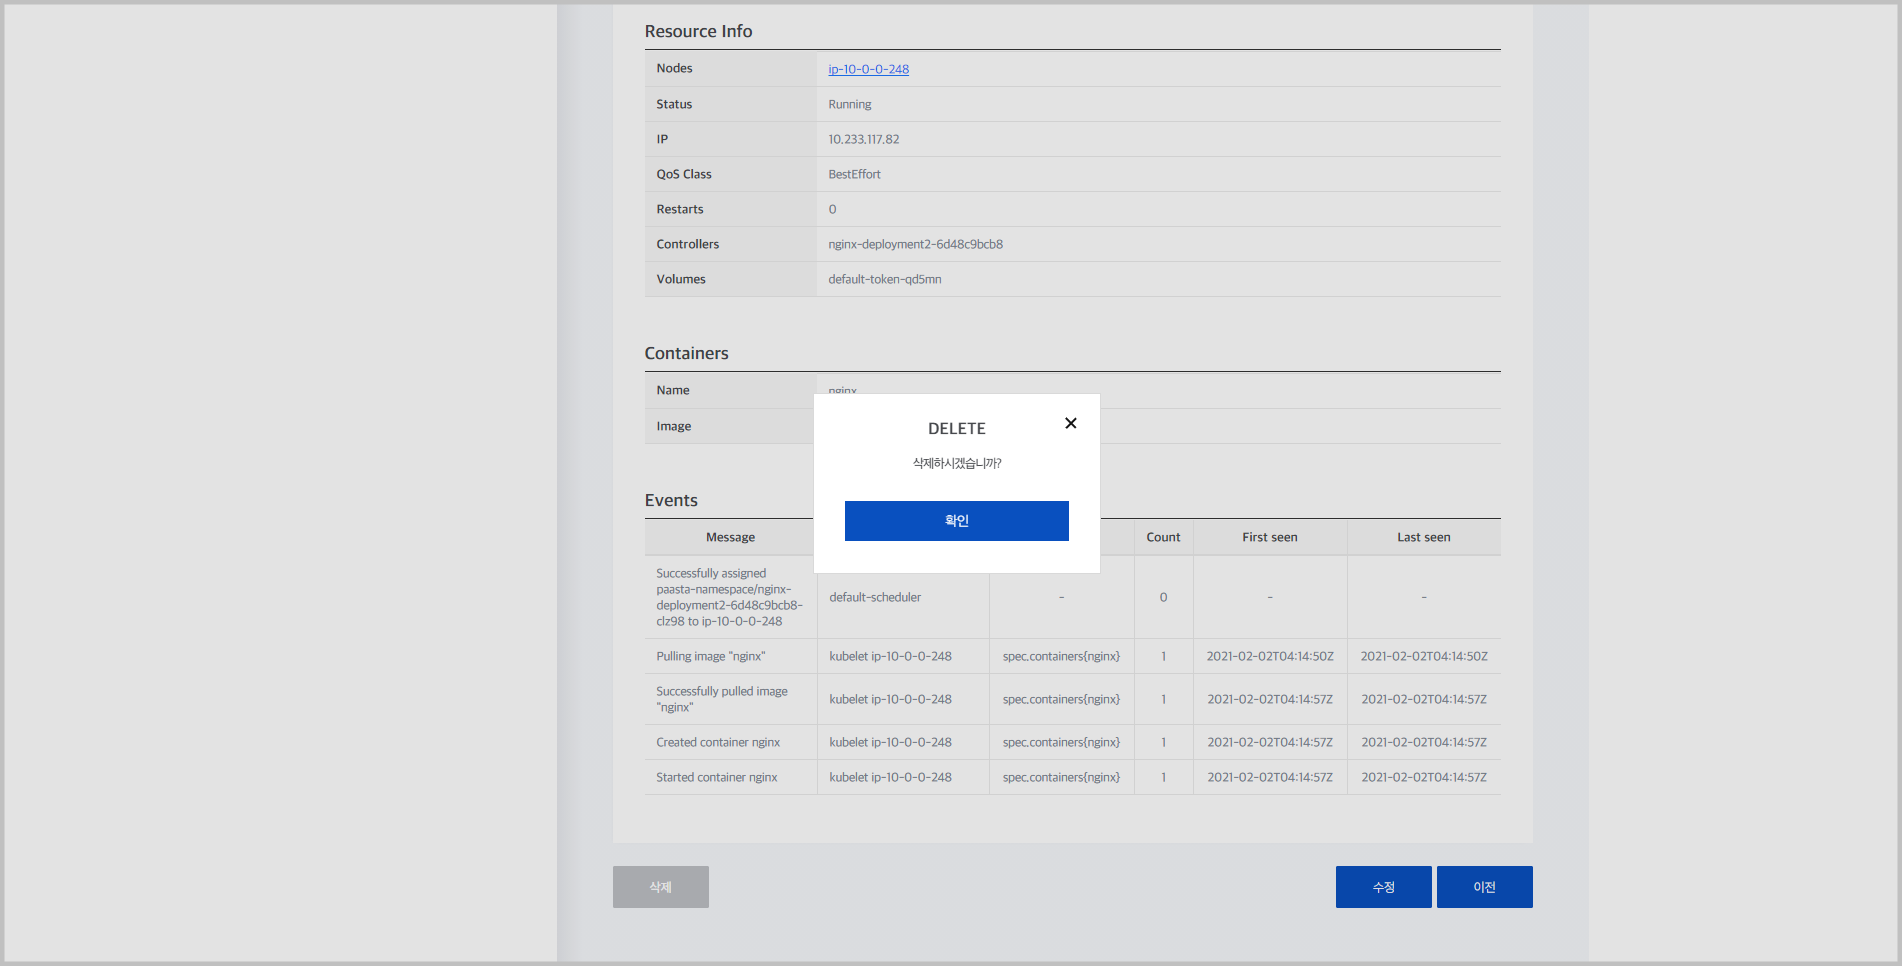 Resource Info
Nodes ip-10-0-0-248
Status Running
IP 10.233.117.82
QoS Class BestEffort
Restarts 0
Controllers nginx-deployment2-6d48c9bcb8
Volumes default-token-qd5mn
Containers
Name nginx
Image
DELETE
삭제하시겠습니까?
확인
Events
Message Count First seen Last seen
Successfully assigned
paasta-namespace/nginx-
deployment2-6d48c9bcb8-
clz98 to ip-10-0-0-248
default-scheduler - 0 - -
Pulling image "nginx" kubelet ip-10-0-0-248 spec.containers{nginx} 1 2021-02-02T04:14:50Z 2021-02-02T04:14:50Z
Successfully pulled image
"nginx"
kubelet ip-10-0-0-248 spec.containers{nginx} 1 2021-02-02T04:14:57Z 2021-02-02T04:14:57Z
Created container nginx kubelet ip-10-0-0-248 spec.containers{nginx} 1 2021-02-02T04:14:57Z 2021-02-02T04:14:57Z
Started container nginx kubelet ip-10-0-0-248 spec.containers{nginx} 1 2021-02-02T04:14:57Z 2021-02-02T04:14:57Z
삭제 수정 이전